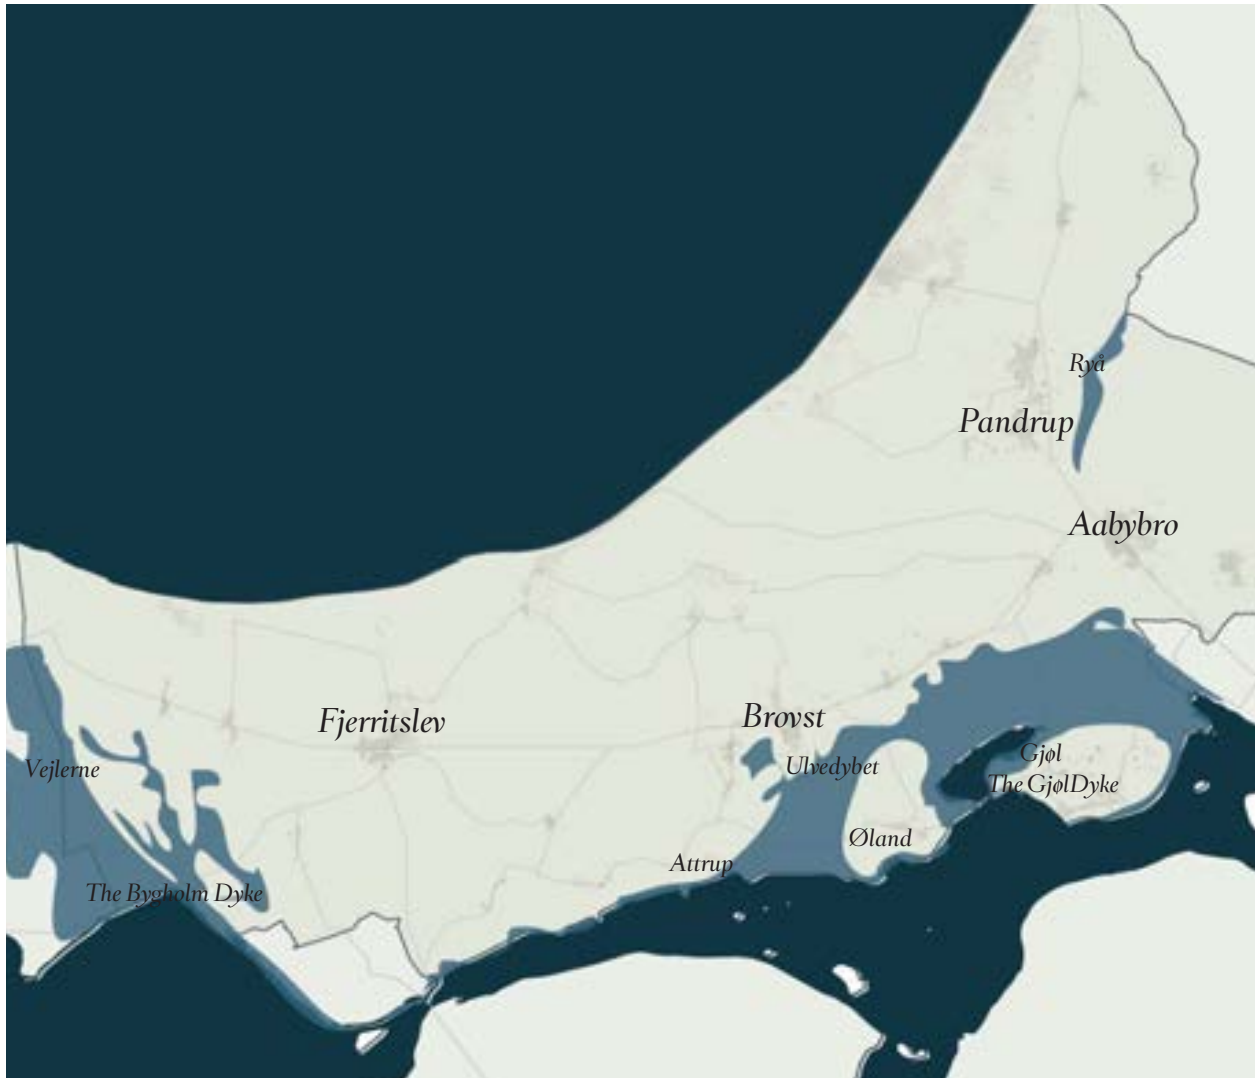 Ryå
Pandrup
Aabybro
Fjerritslev
Brovst
Vejlerne
Ulvedybet
Gjøl
The GjølDyke
Øland
Attrup
The Bygholm Dyke